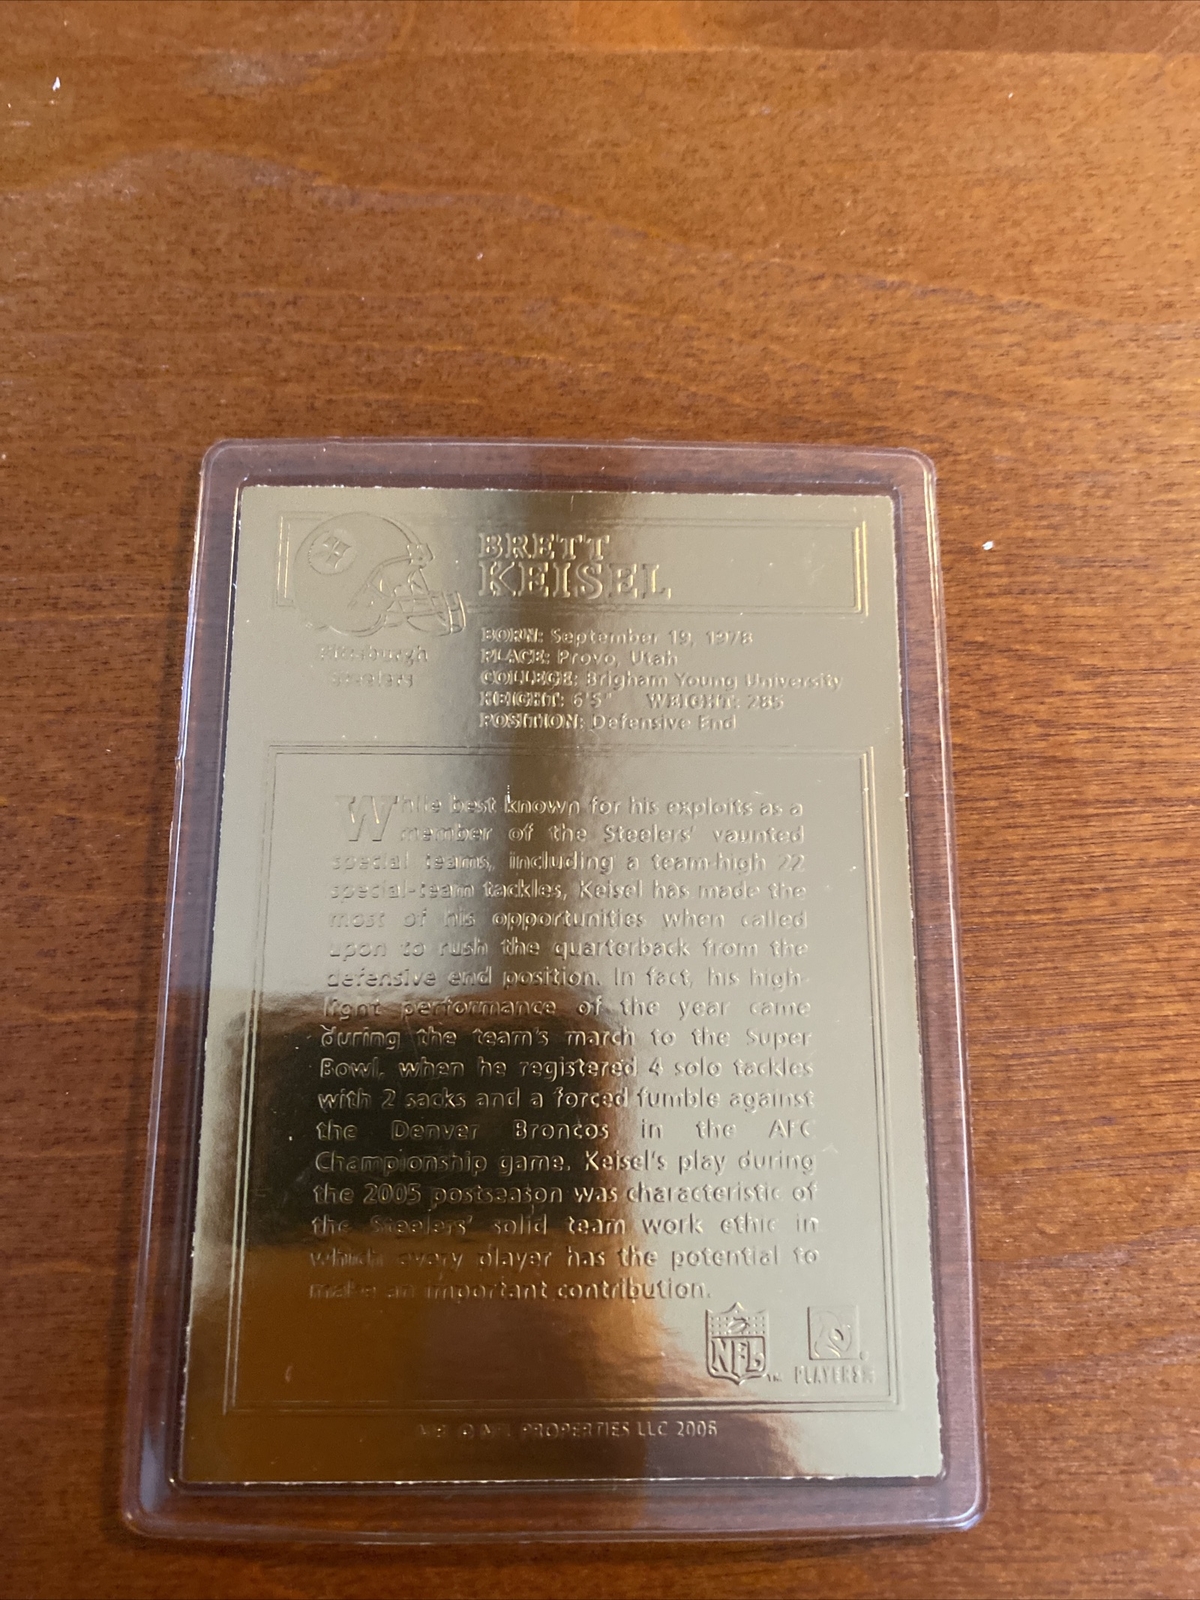 BRETT
KEISEL
Pittsburgh
Steelers
BORN: September 19, 1978
PLACE: Provo, Utah
COLLEGE: Brigham Young University
HEIGHT: 6'5" WEIGHT: 285
POSITION: Defensive End
While best known for his exploits as a
member of the Steelers' vaunted
special teams, including a team-high 22
special-team tackles, Keisel has made the
most of his opportunities when called
upon to rush the quarterback from the
defensive end position. In fact, his high-
light performance of the year came
during the team's march to the Super
Bowl, when he registered 4 solo tackles
with 2 sacks and a forced fumble against
the Denver Broncos in the AFC
Championship game. Keisel's play during
the 2005 postseason was characteristic of
the Steelers' solid team work ethic in
which every player has the potential to
make an important contribution.
NFL
PLAYERS
© NFL PROPERTIES LLC 2006